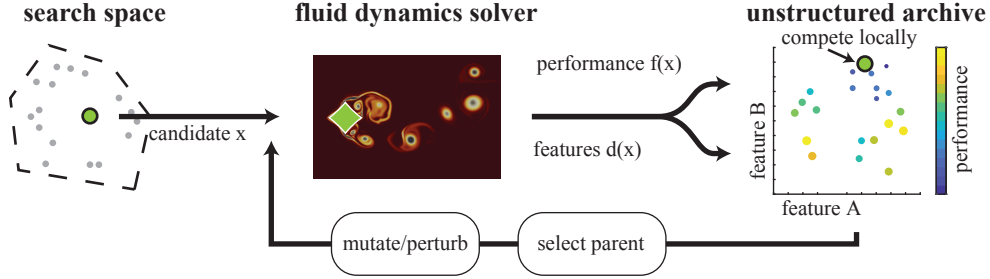 search space
fluid dynamics solver
unstructured archive
compete locally
performance f(x)
candidate x
features d(x)
feature B
performance
feature A
mutate/perturb
select parent